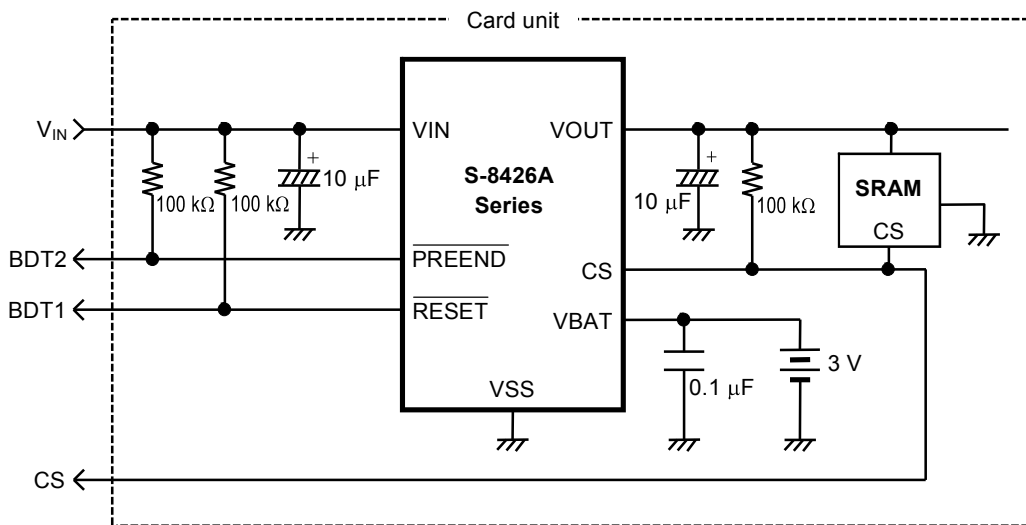 Card unit
V_IN
VIN
VOUT
100 kΩ
100 kΩ
+
10 μF
S-8426A
Series
+
10 μF
100 kΩ
SRAM
CS
BDT2
PREEND
CS
BDT1
RESET
VBAT
0.1 μF
3 V
VSS
CS